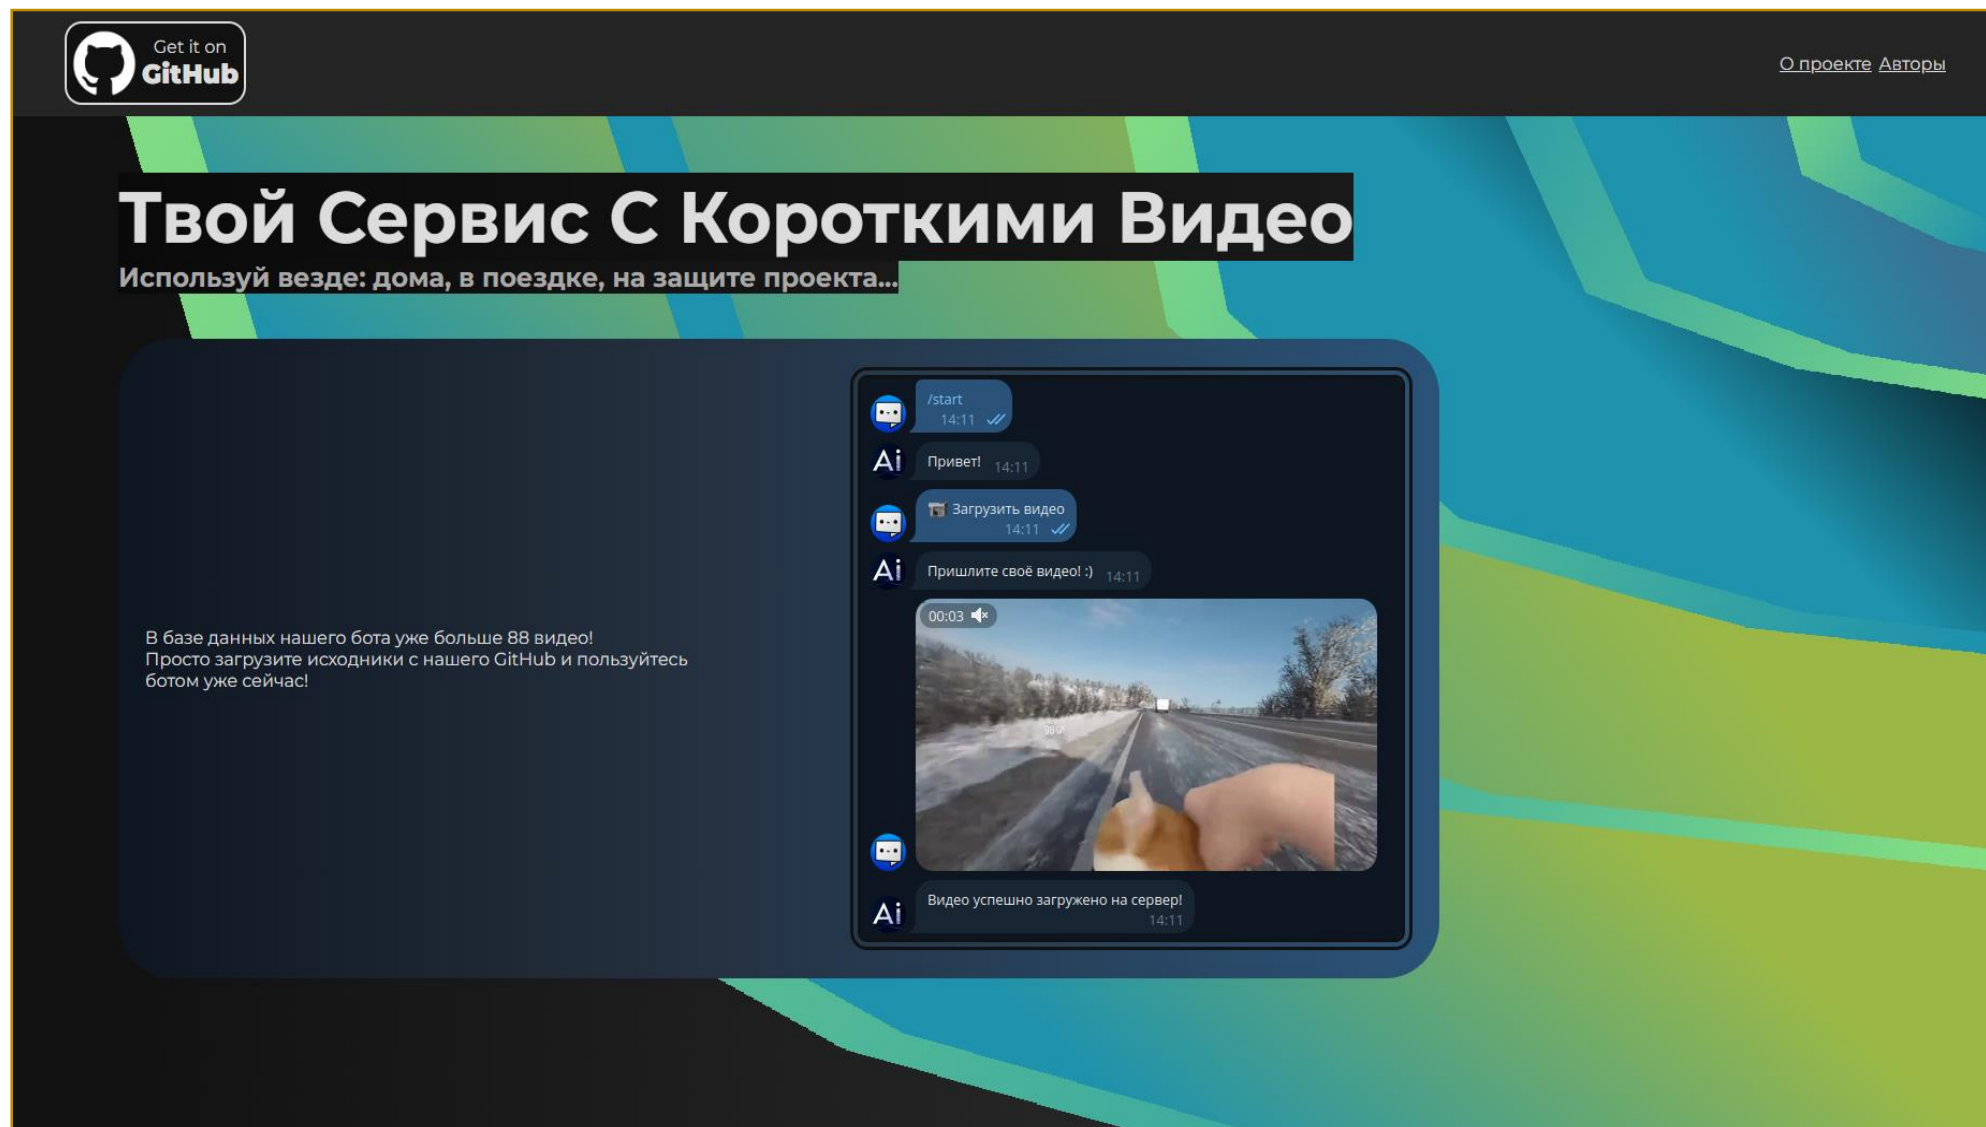 Get it on
GitHub
О проекте Авторы
Твой Сервис С Короткими Видео
Используй везде: дома, в поездке, на защите проекта...
В базе данных нашего бота уже больше 88 видео!
Просто загрузите исходники с нашего GitHub и пользуйтесь
ботом уже сейчас!
/start
14:11
Ai
Привет! 14:11
Загрузить видео
14:11
Ai
Пришлите своё видео! :) 14:11
00:03
Ai
Видео успешно загружено на сервер!
14:11